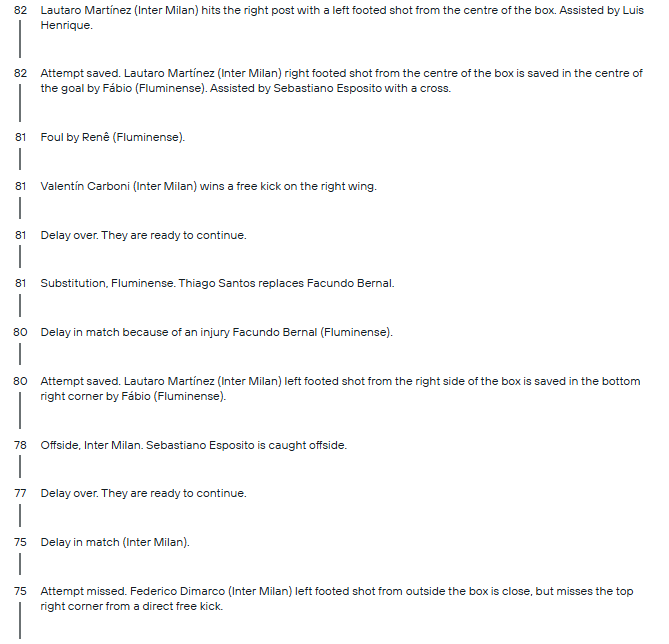 82 Lautaro Martínez (Inter Milan) hits the right post with a left footed shot from the centre of the box. Assisted by Luis
Henrique.
82 Attempt saved. Lautaro Martínez (Inter Milan) right footed shot from the centre of the box is saved in the centre of
the goal by Fábio (Fluminense). Assisted by Sebastiano Esposito with a cross.
81 Foul by Renê (Fluminense).
81 Valentín Carboni (Inter Milan) wins a free kick on the right wing.
81 Delay over. They are ready to continue.
81 Substitution, Fluminense. Thiago Santos replaces Facundo Bernal.
80 Delay in match because of an injury Facundo Bernal (Fluminense).
80 Attempt saved. Lautaro Martínez (Inter Milan) left footed shot from the right side of the box is saved in the bottom
right corner by Fábio (Fluminense).
78 Offside, Inter Milan. Sebastiano Esposito is caught offside.
77 Delay over. They are ready to continue.
75 Delay in match (Inter Milan).
75 Attempt missed. Federico Dimarco (Inter Milan) left footed shot from outside the box is close, but misses the top
right corner from a direct free kick.